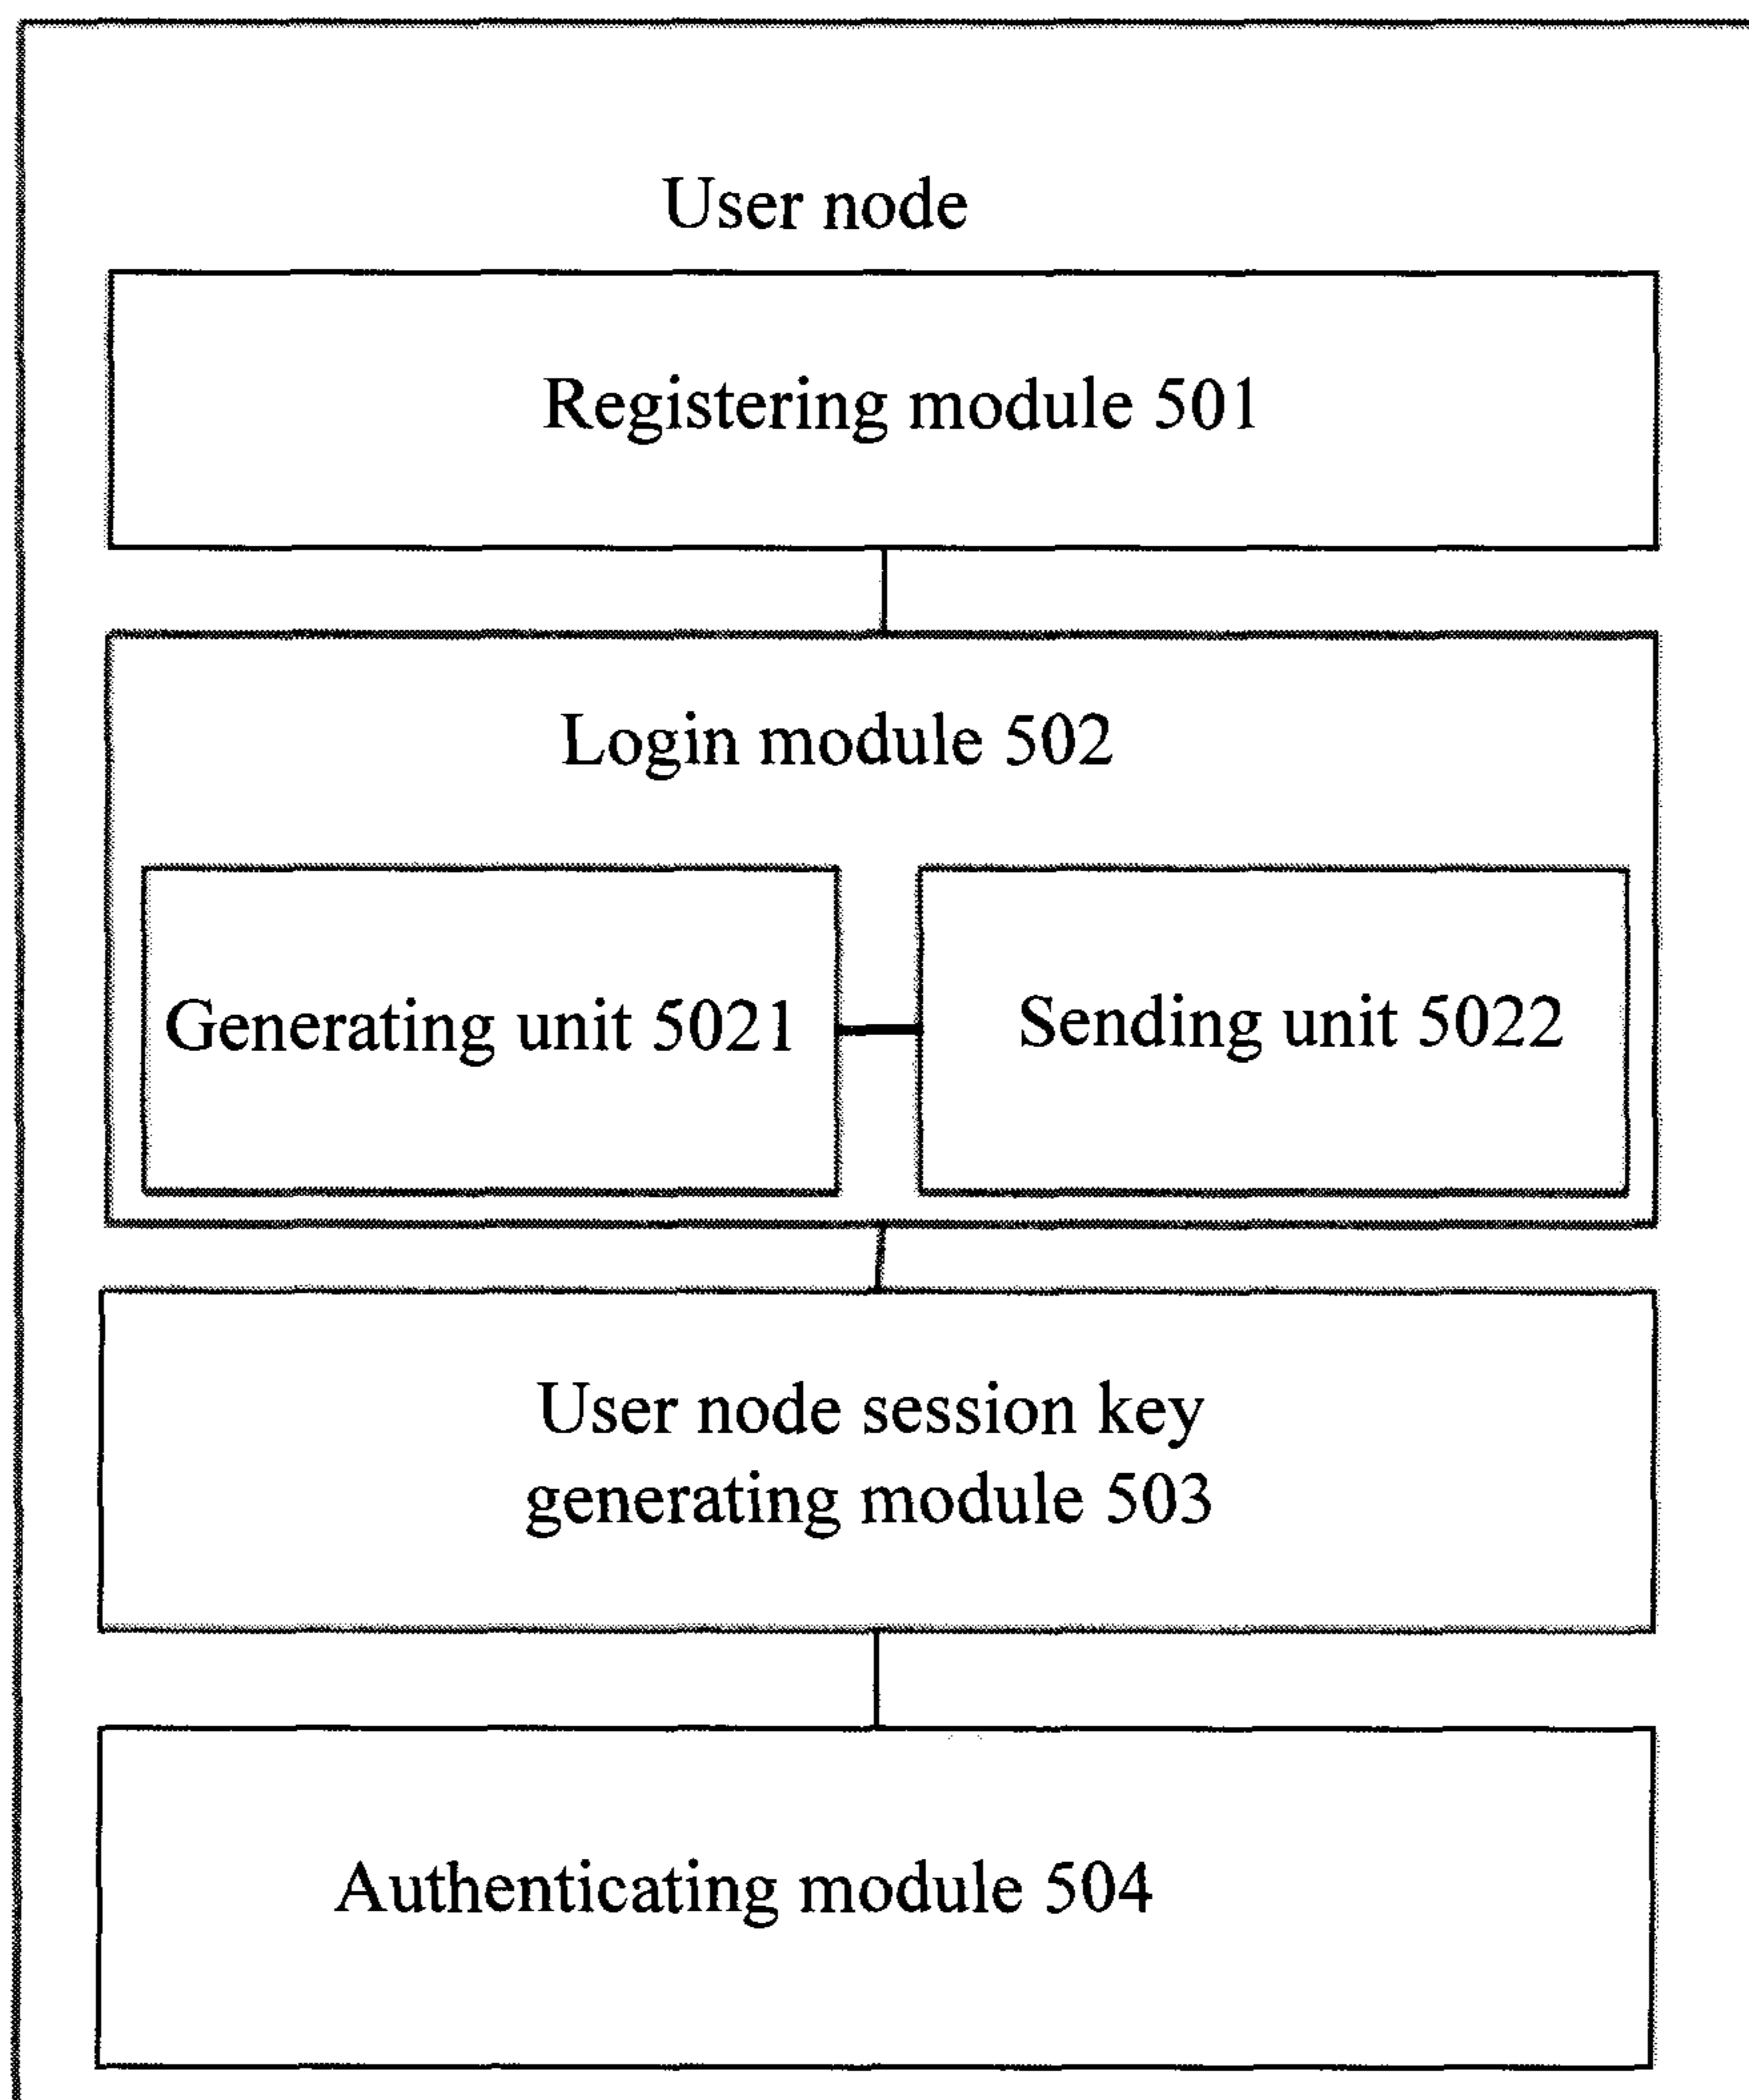 User node
Registering module 501
Login module 502
Generating unit 5021
Sending unit 5022
User node session key
generating module 503
Authenticating module 504